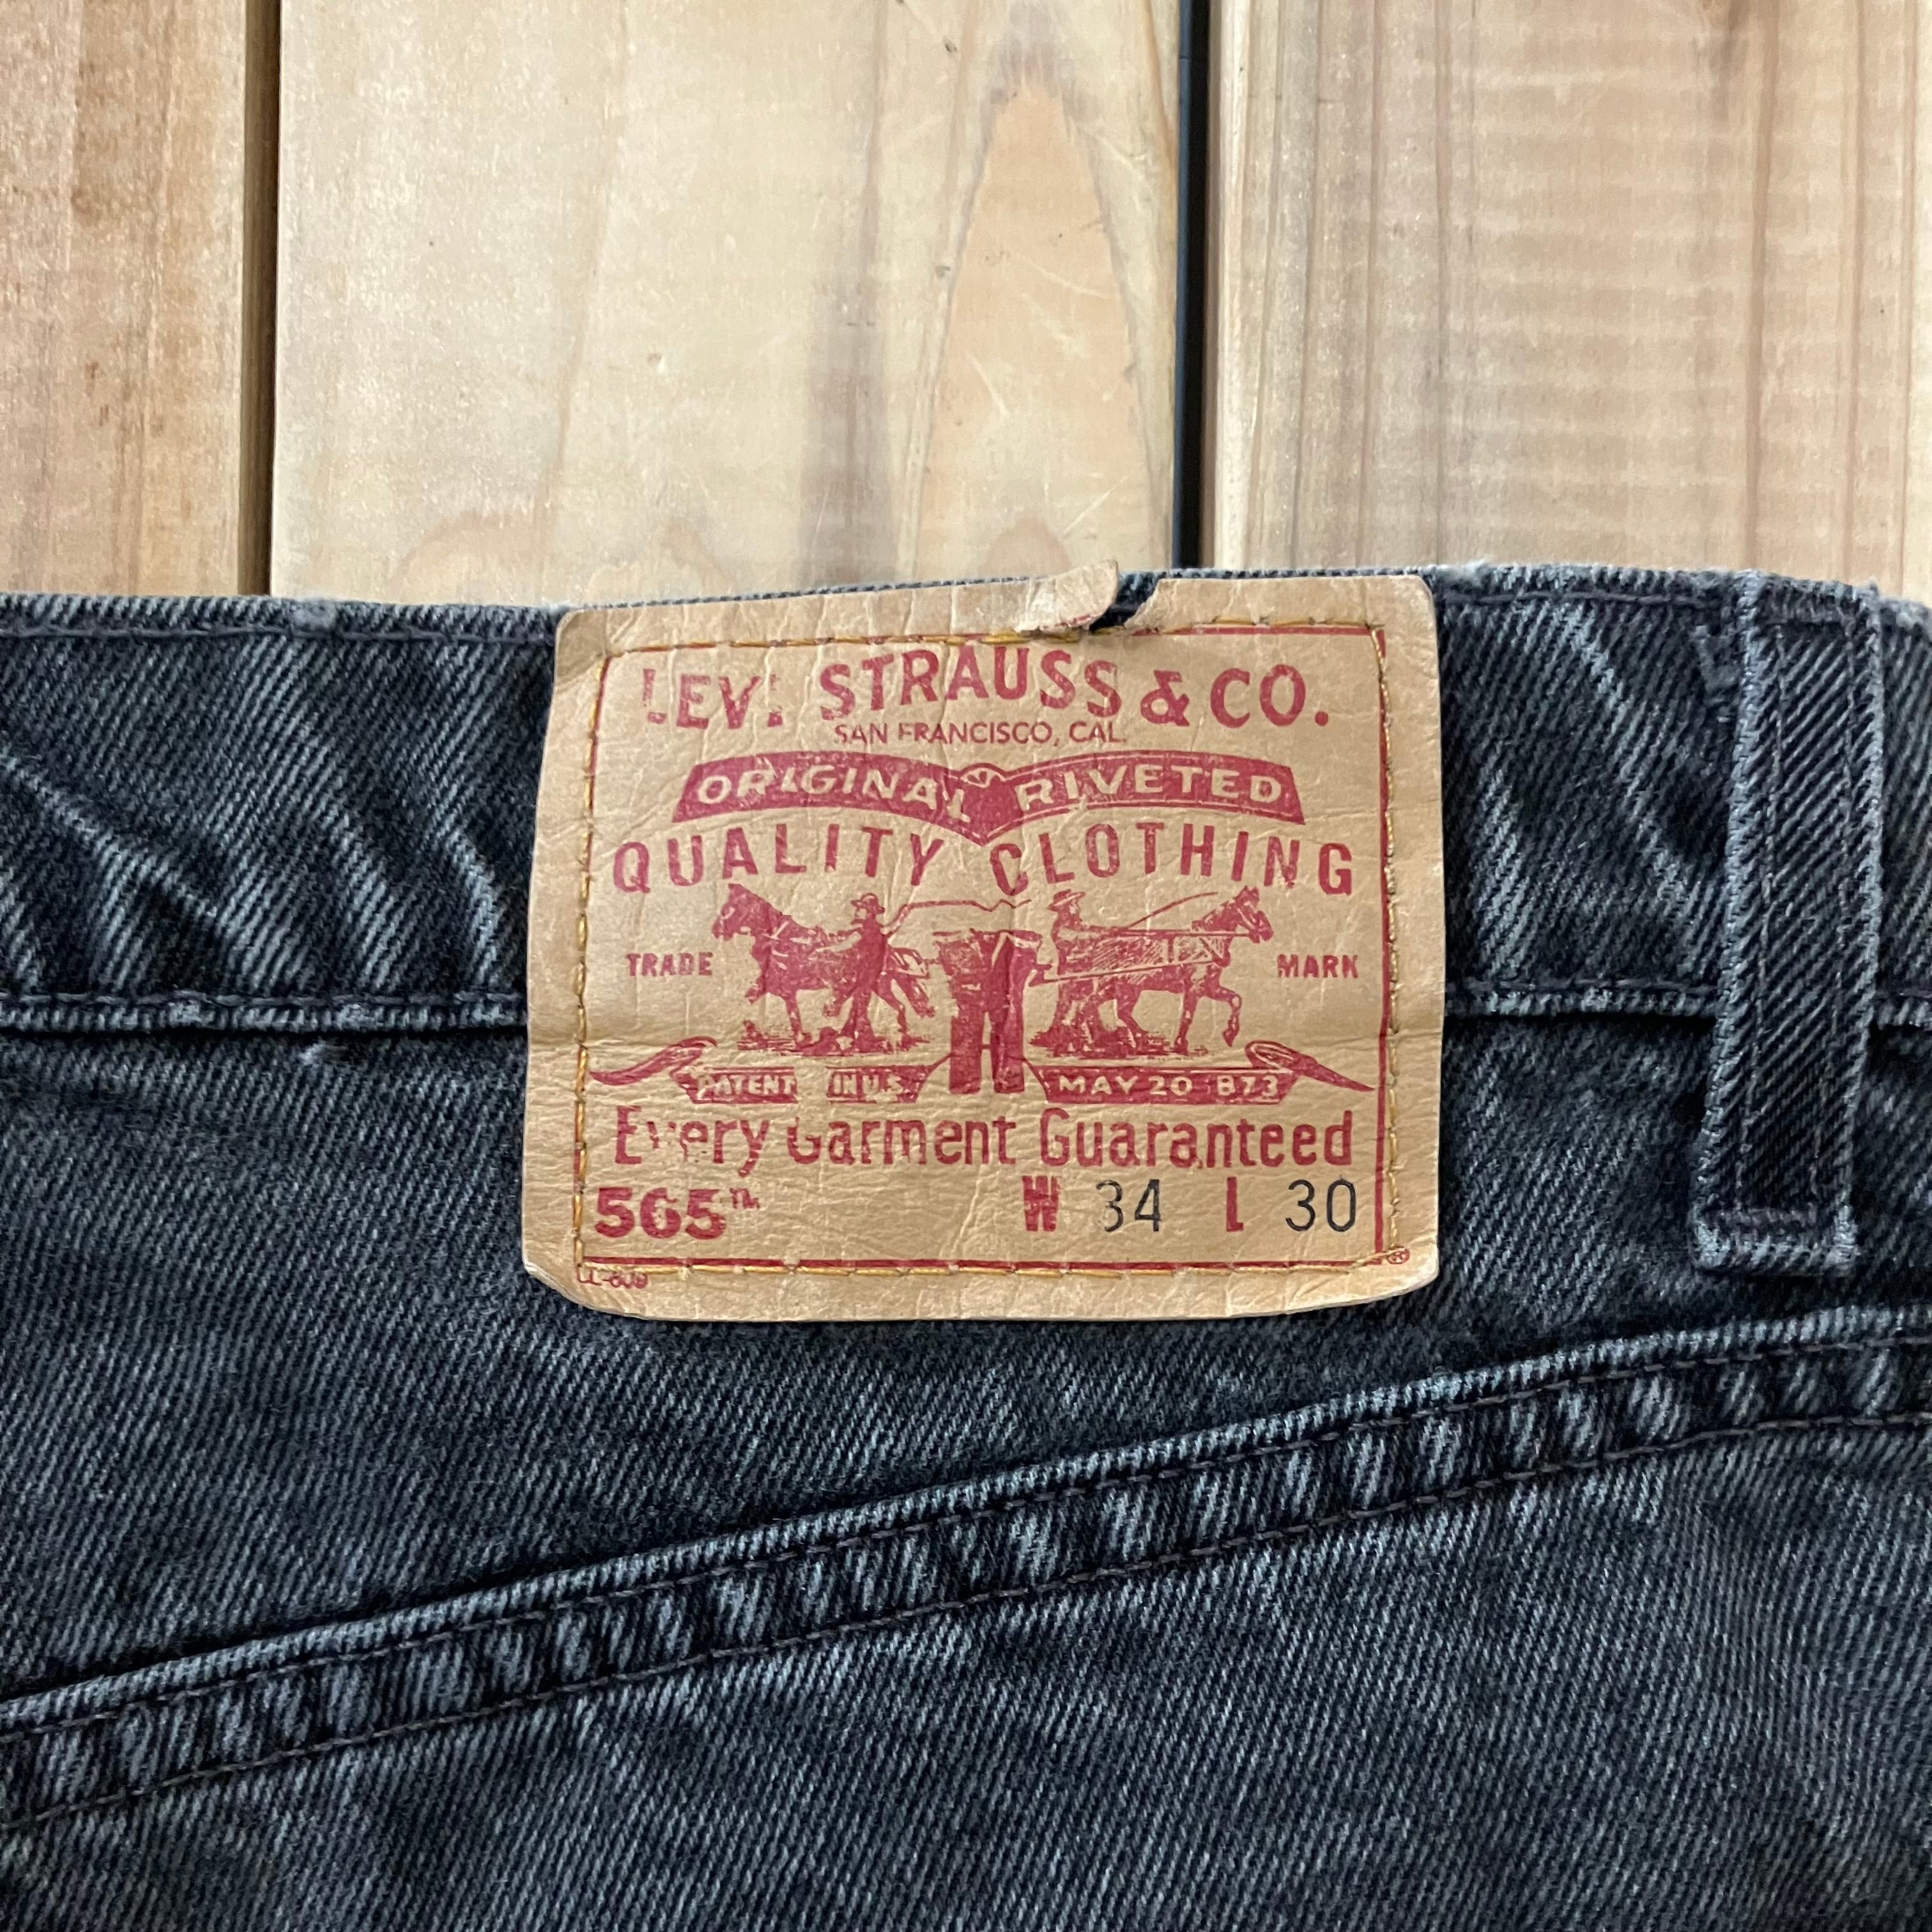 LEVI STRAUSS & CO.
SAN FRANCISCO, CAL.
ORIGINAL RIVETED
QUALITY CLOTHING
TRADE MARK
PATENT IN U.S. MAY 20 1873
Every Garment Guaranteed
565™ W 34 L 30
®